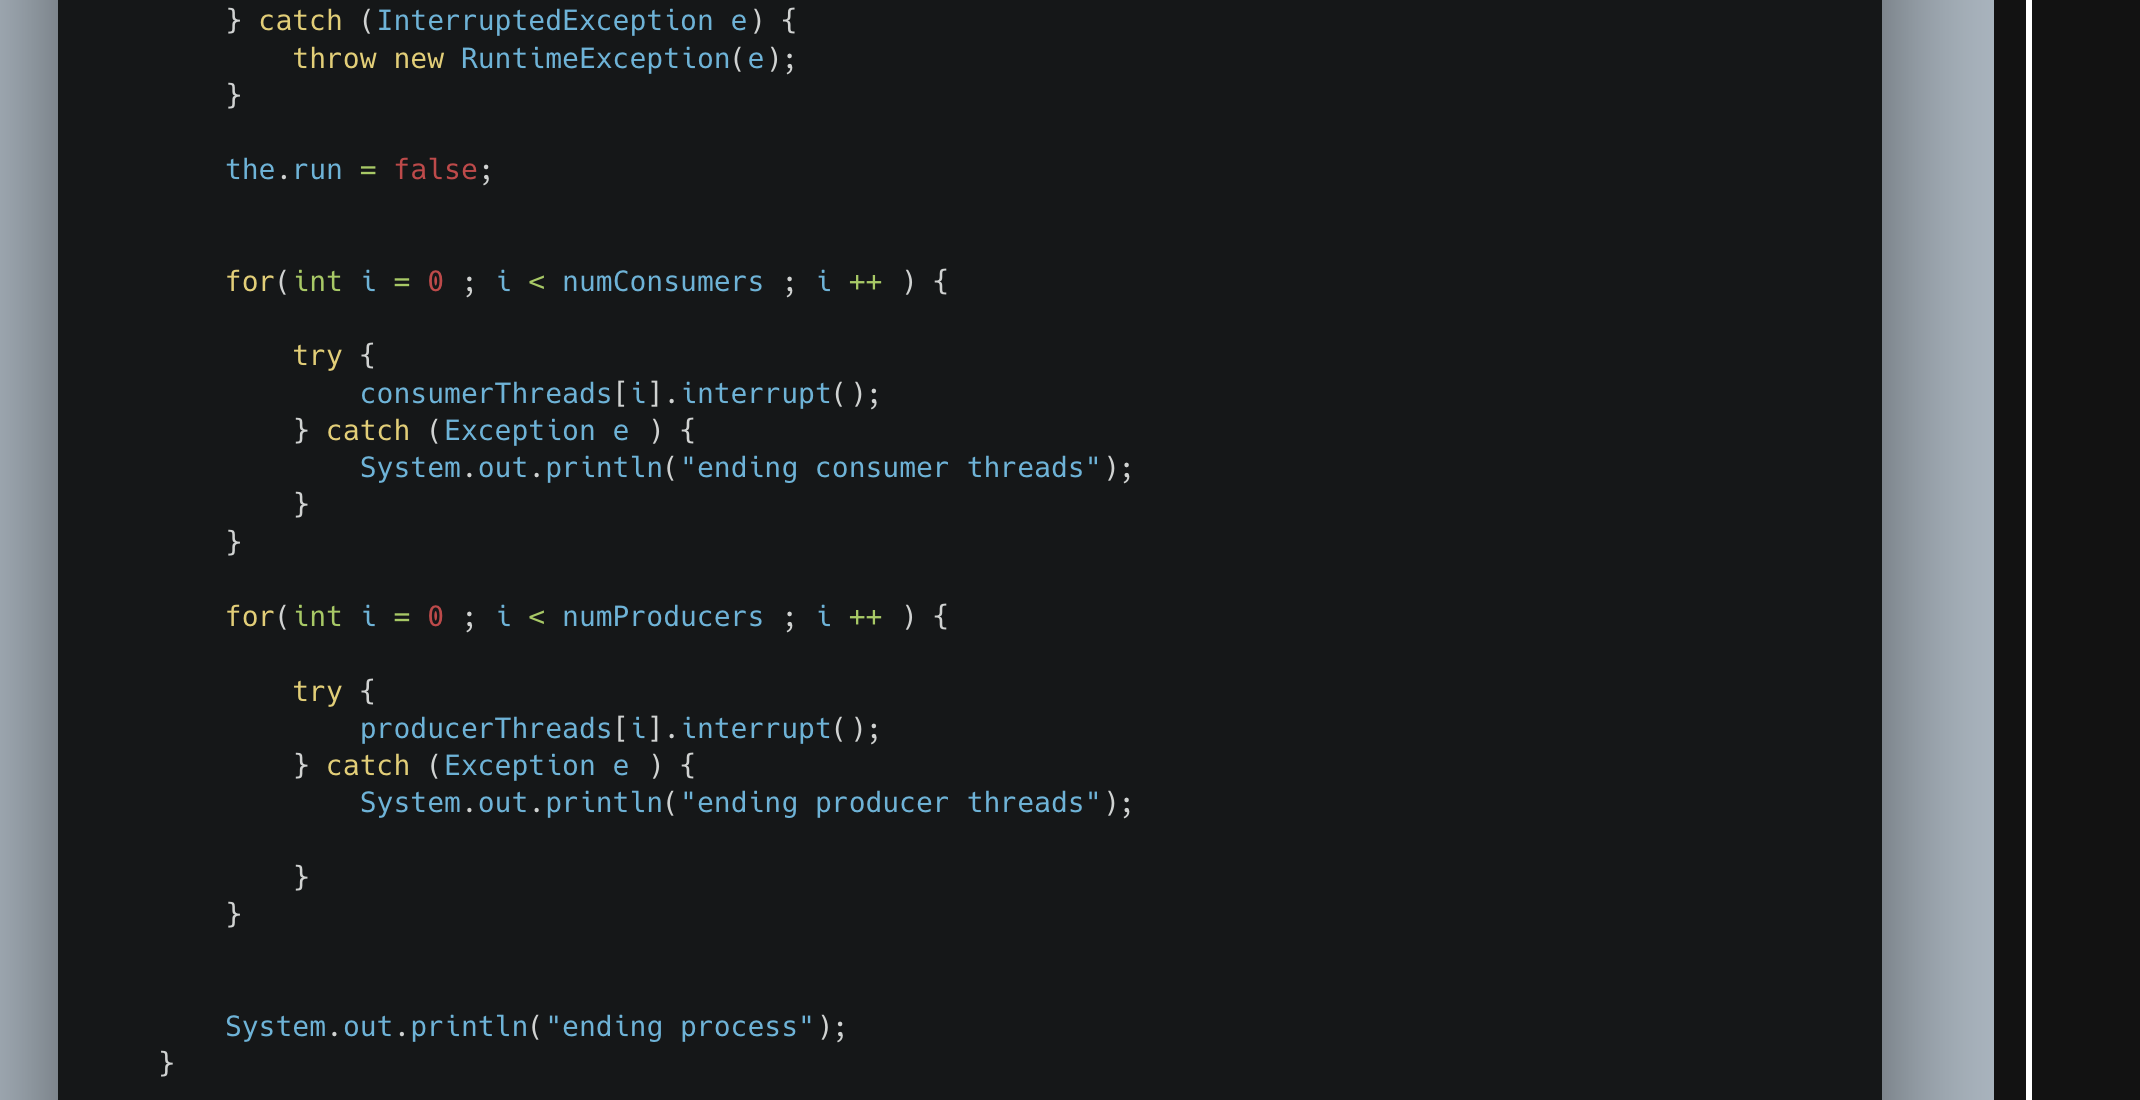 } catch (InterruptedException e) {
throw new RuntimeException(e);
}
the.run = false;
for(int i = 0 ; i < numConsumers ; i ++ ) {
try {
consumerThreads[i].interrupt();
} catch (Exception e ) {
System.out.println("ending consumer threads");
}
}
for(int i = 0 ; i < numProducers ; i ++ ) {
try {
producerThreads[i].interrupt();
} catch (Exception e ) {
System.out.println("ending producer threads");
}
}
System.out.println("ending process");
}